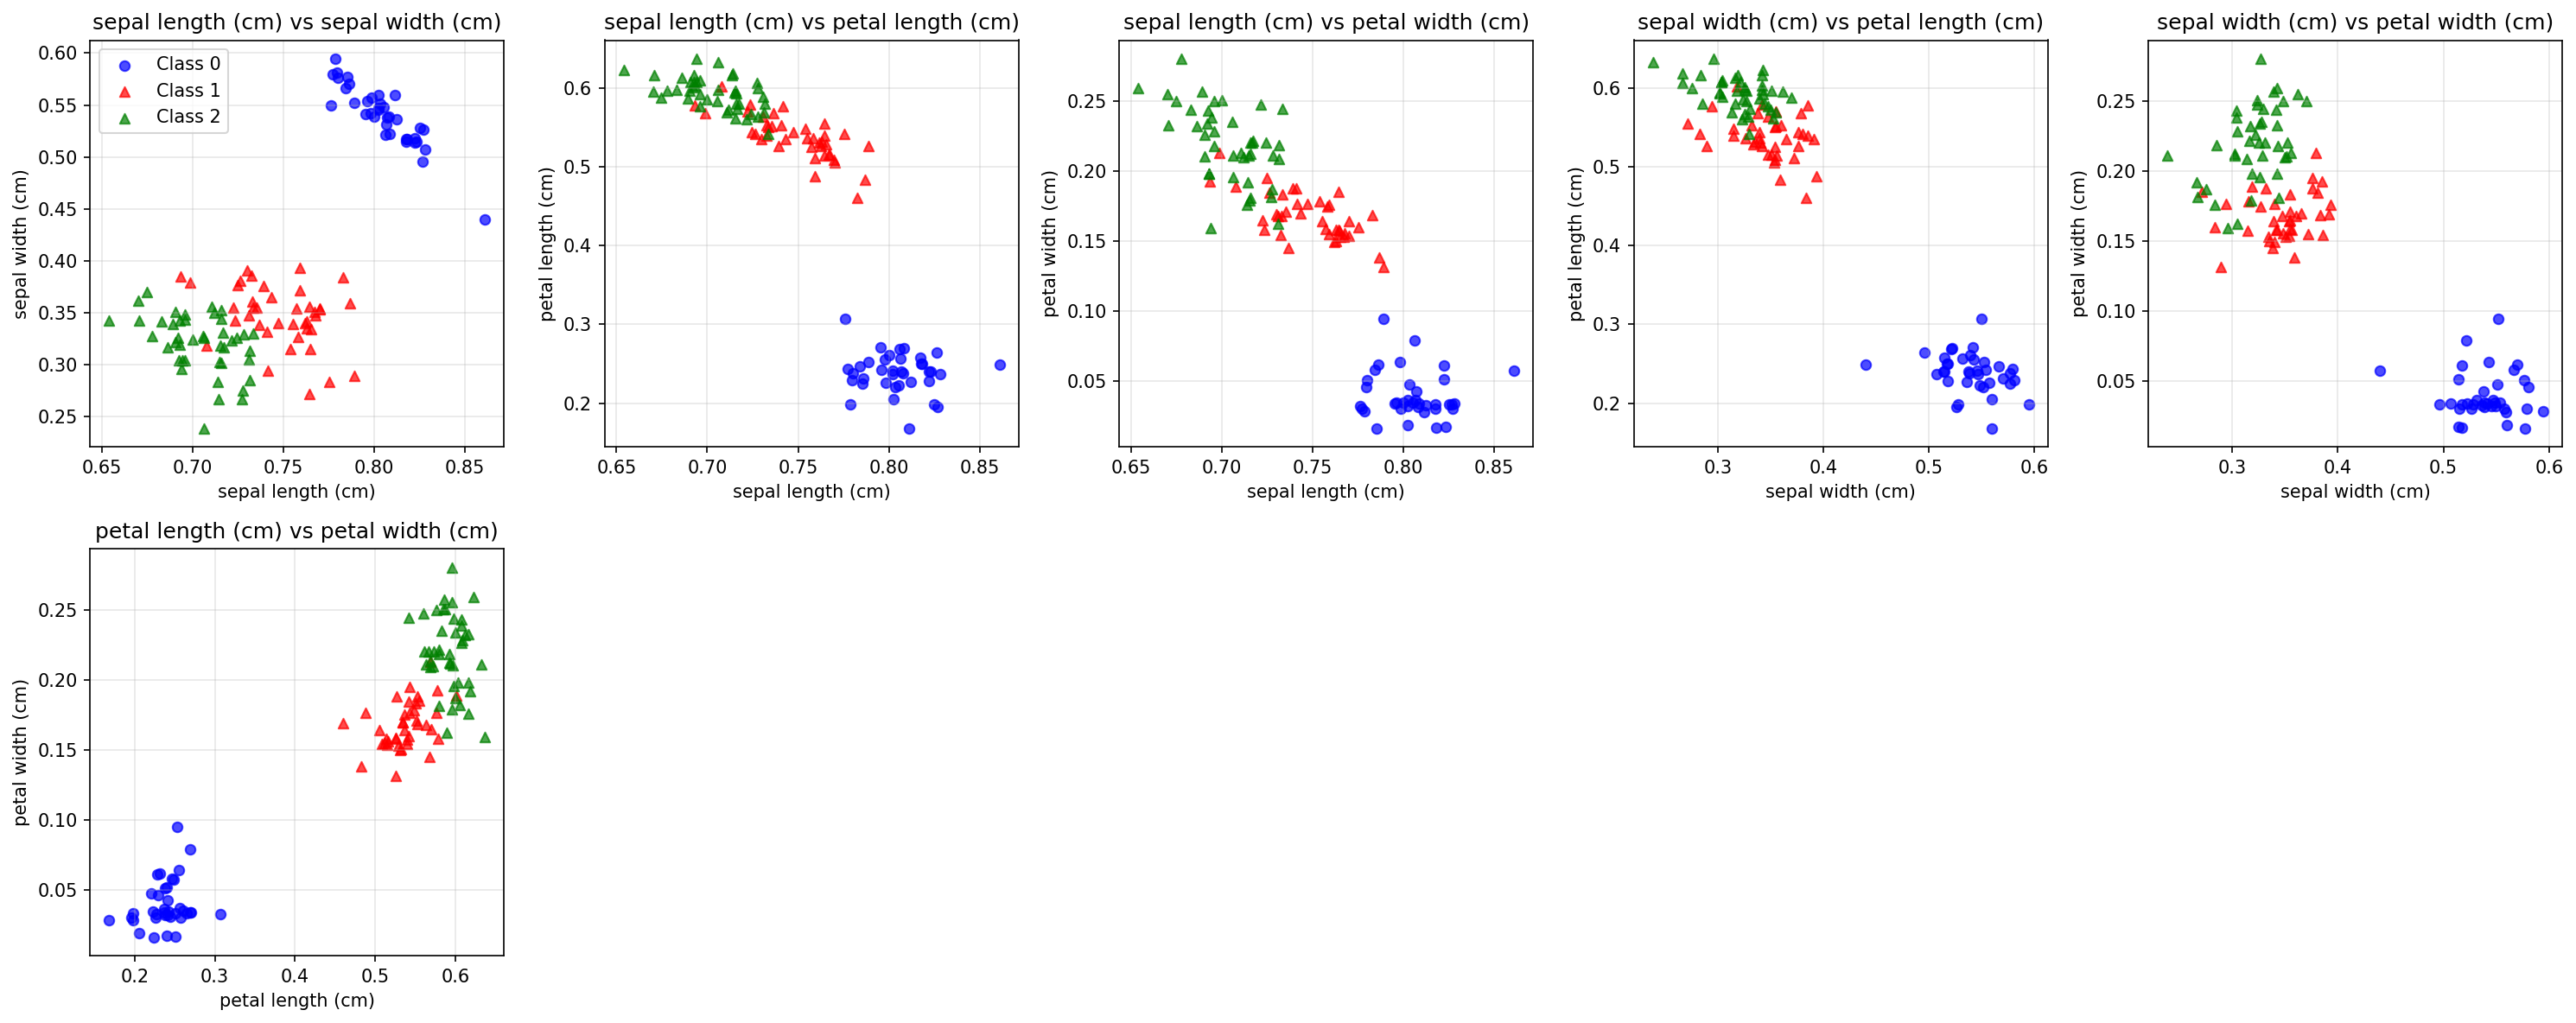 sepal length (cm) vs sepal width (cm)
sepal width (cm)
0.60
0.55
0.50
0.45
0.40
0.35
0.30
0.25
Class 0
Class 1
Class 2
0.65 0.70 0.75 0.80 0.85
sepal length (cm)
sepal length (cm) vs petal length (cm)
petal length (cm)
0.6
0.5
0.4
0.3
0.2
0.65 0.70 0.75 0.80 0.85
sepal length (cm)
sepal length (cm) vs petal width (cm)
petal width (cm)
0.25
0.20
0.15
0.10
0.05
0.65 0.70 0.75 0.80 0.85
sepal length (cm)
sepal width (cm) vs petal length (cm)
petal length (cm)
0.6
0.5
0.4
0.3
0.2
0.3 0.4 0.5 0.6
sepal width (cm)
sepal width (cm) vs petal width (cm)
petal width (cm)
0.25
0.20
0.15
0.10
0.05
0.3 0.4 0.5 0.6
sepal width (cm)
petal length (cm) vs petal width (cm)
petal width (cm)
0.25
0.20
0.15
0.10
0.05
0.2 0.3 0.4 0.5 0.6
petal length (cm)